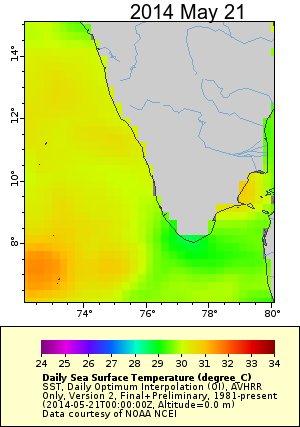 2014 May 21
14°
12°
10°
8°
74° 76° 78° 80°
24 25 26 27 28 29 30 31 32 33 34
Daily Sea Surface Temperature (degree_C)
SST, Daily Optimum Interpolation (OI), AVHRR
Only, Version 2, Final+Preliminary, 1981-present
(2014-05-21T00:00:00Z, Altitude=0.0 m)
Data courtesy of NOAA NCEI